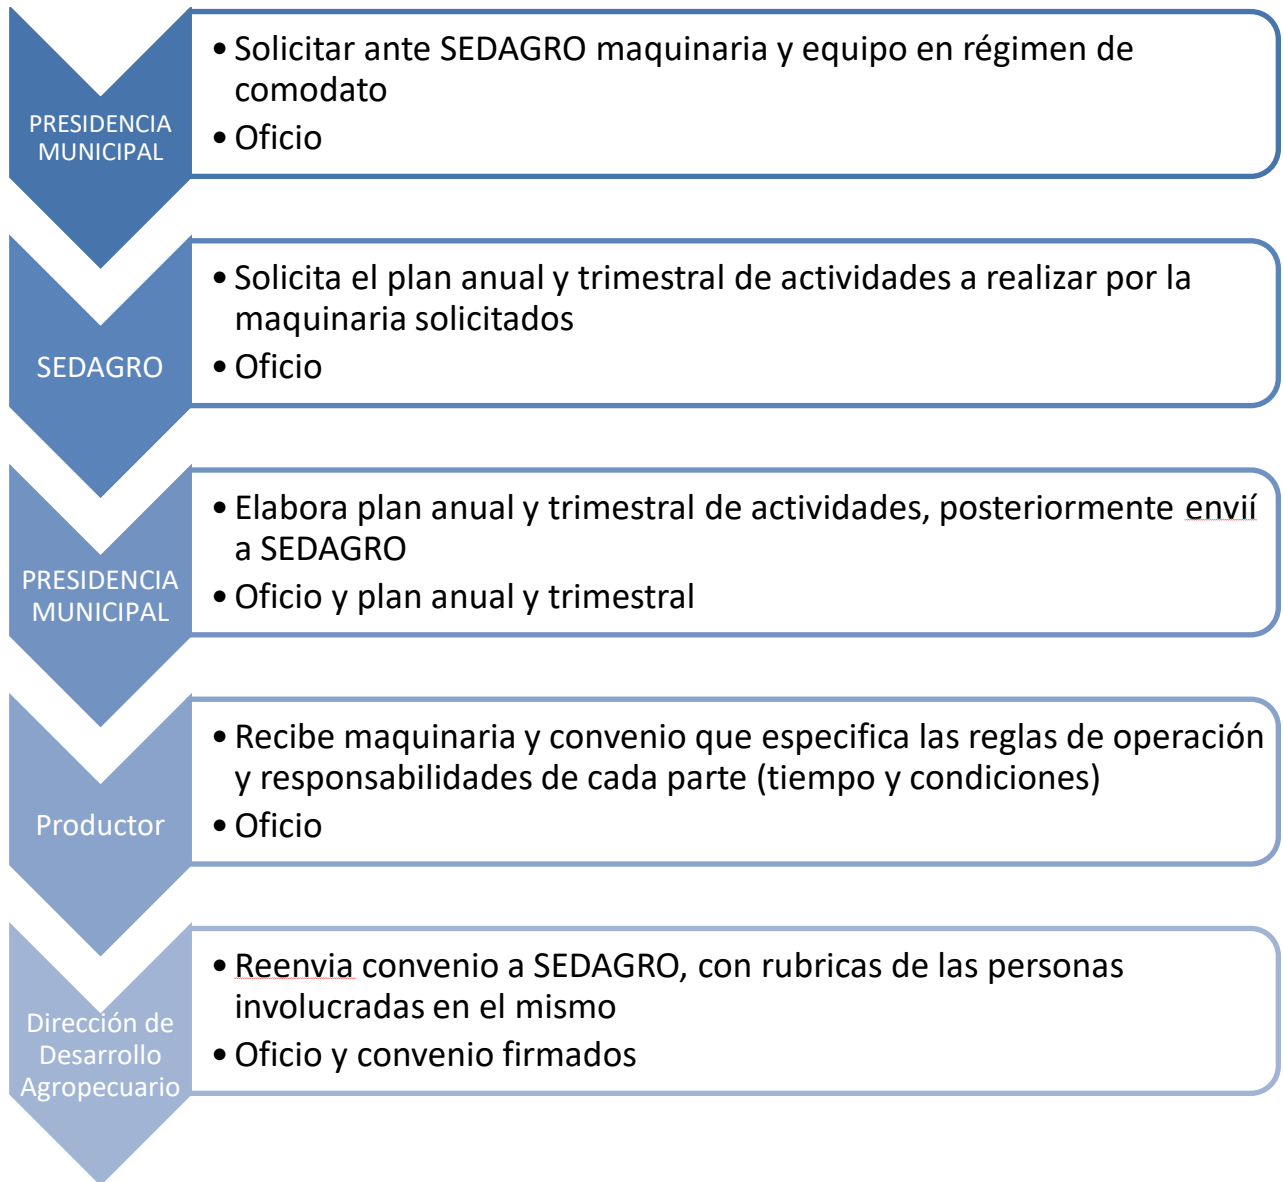 PRESIDENCIA
MUNICIPAL
• Solicitar ante SEDAGRO maquinaria y equipo en régimen de
comodato
• Oficio
SEDAGRO
• Solicita el plan anual y trimestral de actividades a realizar por la
maquinaria solicitados
• Oficio
PRESIDENCIA
MUNICIPAL
• Elabora plan anual y trimestral de actividades, posteriormente envií
a SEDAGRO
• Oficio y plan anual y trimestral
Productor
• Recibe maquinaria y convenio que especifica las reglas de operación
y responsabilidades de cada parte (tiempo y condiciones)
• Oficio
Dirección de
Desarrollo
Agropecuario
• Reenvia convenio a SEDAGRO, con rubricas de las personas
involucradas en el mismo
• Oficio y convenio firmados